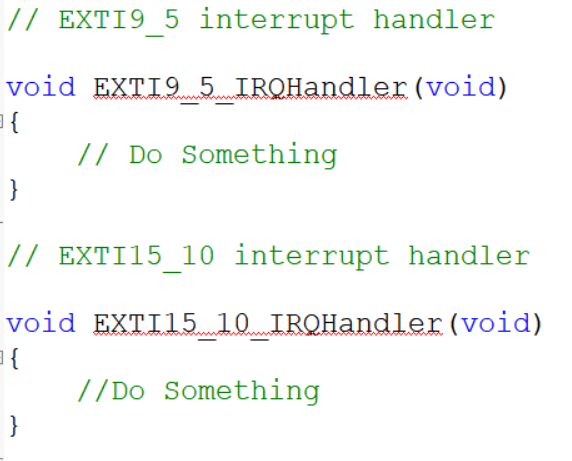 // EXTI9_5 interrupt handler
void EXTI9_5_IRQHandler(void)
{
// Do Something
}
// EXTI15_10 interrupt handler
void EXTI15_10_IRQHandler(void)
{
//Do Something
}